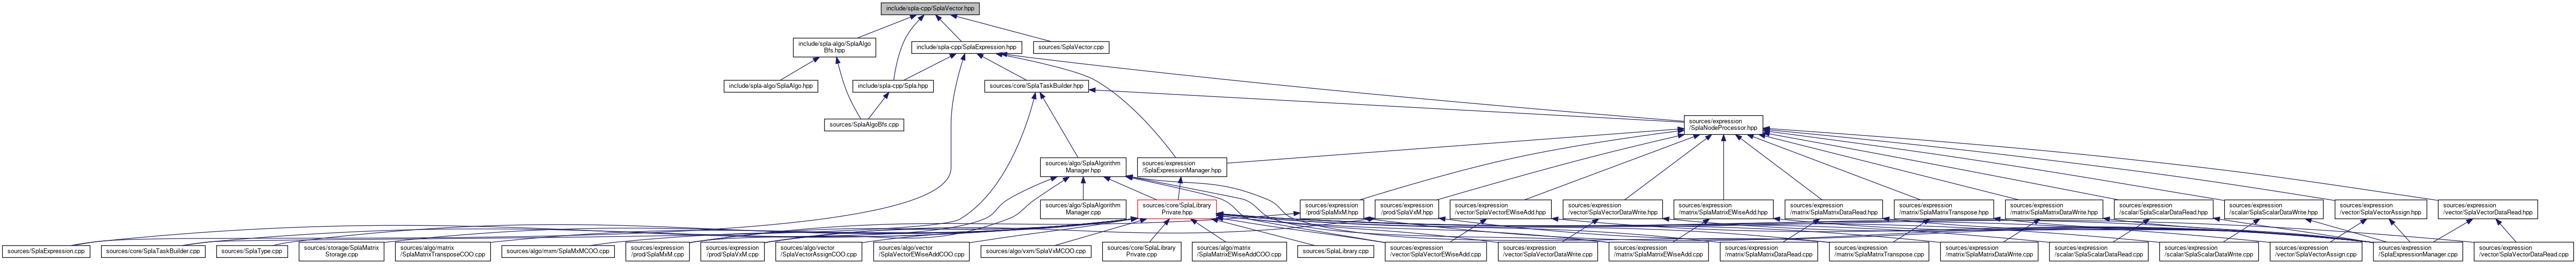 include/spla-cpp/SplaVector.hpp
include/spla-algo/SplaAlgo
Bfs.hpp
include/spla-cpp/SplaExpression.hpp
sources/SplaVector.cpp
include/spla-algo/SplaAlgo.hpp
include/spla-cpp/Spla.hpp
sources/core/SplaTaskBuilder.hpp
sources/SplaAlgoBfs.cpp
sources/expression
/SplaNodeProcessor.hpp
sources/algo/SplaAlgorithm
Manager.hpp
sources/expression
/SplaExpressionManager.hpp
sources/algo/SplaAlgorithm
Manager.cpp
sources/core/SplaLibrary
Private.hpp
sources/expression
/prod/SplaMxM.hpp
sources/expression
/prod/SplaVxM.hpp
sources/expression
/vector/SplaVectorEWiseAdd.hpp
sources/expression
/vector/SplaVectorDataWrite.hpp
sources/expression
/matrix/SplaMatrixEWiseAdd.hpp
sources/expression
/matrix/SplaMatrixDataRead.hpp
sources/expression
/matrix/SplaMatrixTranspose.hpp
sources/expression
/matrix/SplaMatrixDataWrite.hpp
sources/expression
/scalar/SplaScalarDataRead.hpp
sources/expression
/scalar/SplaScalarDataWrite.hpp
sources/expression
/vector/SplaVectorAssign.hpp
sources/expression
/vector/SplaVectorDataRead.hpp
sources/SplaExpression.cpp
sources/core/SplaTaskBuilder.cpp
sources/SplaType.cpp
sources/storage/SplaMatrix
Storage.cpp
sources/algo/matrix
/SplaMatrixTransposeCOO.cpp
sources/algo/mxm/SplaMxMCOO.cpp
sources/expression
/prod/SplaMxM.cpp
sources/expression
/prod/SplaVxM.cpp
sources/algo/vector
/SplaVectorAssignCOO.cpp
sources/algo/vector
/SplaVectorEWiseAddCOO.cpp
sources/algo/vxm/SplaVxMCOO.cpp
sources/core/SplaLibrary
Private.cpp
sources/algo/matrix
/SplaMatrixEWiseAddCOO.cpp
sources/SplaLibrary.cpp
sources/expression
/vector/SplaVectorEWiseAdd.cpp
sources/expression
/vector/SplaVectorDataWrite.cpp
sources/expression
/matrix/SplaMatrixEWiseAdd.cpp
sources/expression
/matrix/SplaMatrixDataRead.cpp
sources/expression
/matrix/SplaMatrixTranspose.cpp
sources/expression
/matrix/SplaMatrixDataWrite.cpp
sources/expression
/scalar/SplaScalarDataRead.cpp
sources/expression
/scalar/SplaScalarDataWrite.cpp
sources/expression
/vector/SplaVectorAssign.cpp
sources/expression
/SplaExpressionManager.cpp
sources/expression
/vector/SplaVectorDataRead.cpp